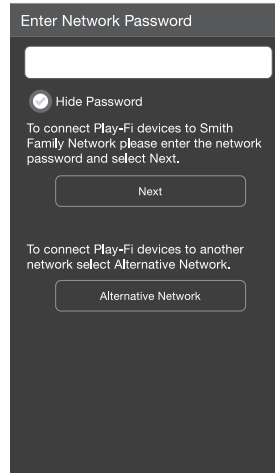 Enter Network Password
Hide Password
To connect Play-Fi devices to Smith
Family Network please enter the network
password and select Next.
Next
To connect Play-Fi devices to another
network select Alternative Network.
Alternative Network